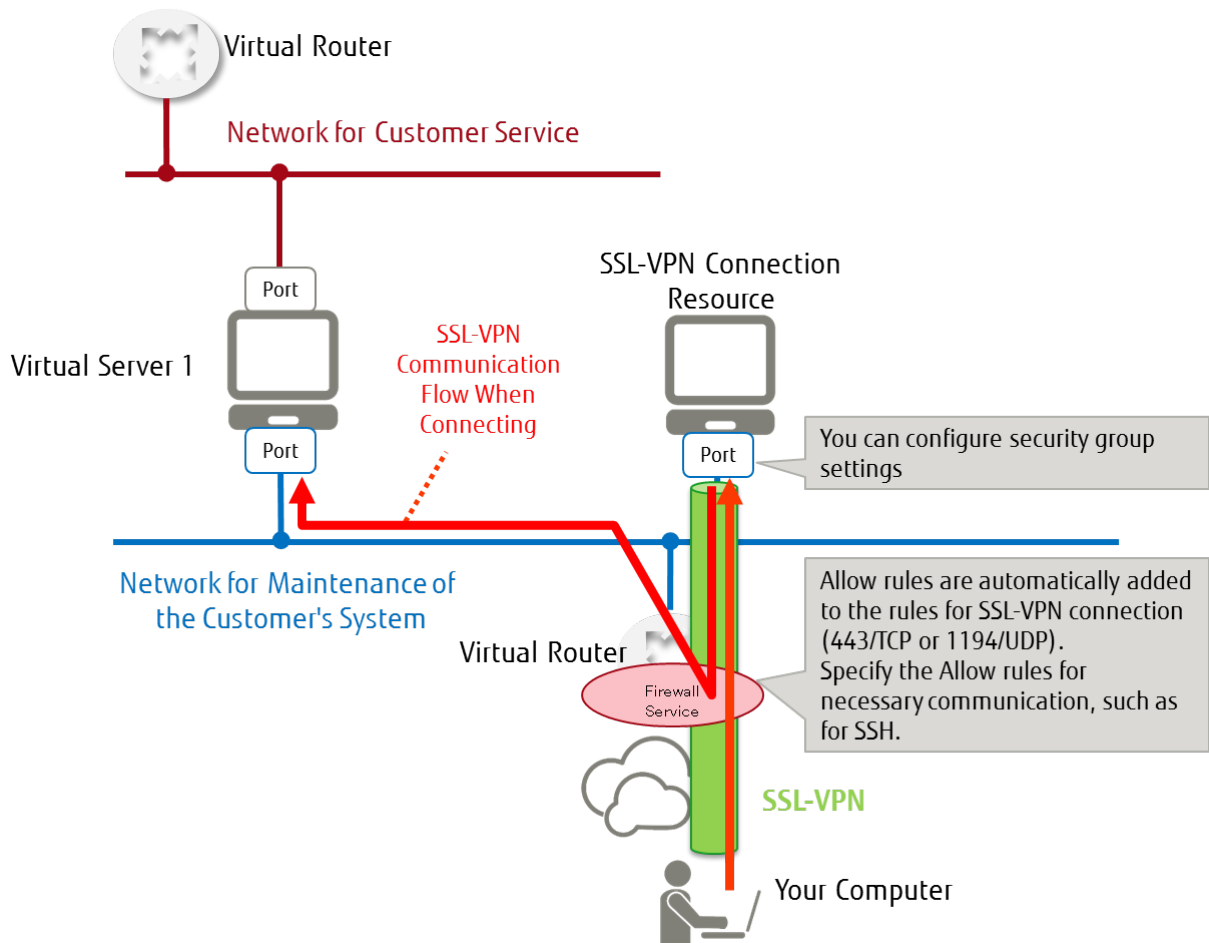 Virtual Router
Network for Customer Service
Port
SSL-VPN Connection
Resource
Virtual Server 1
SSL-VPN
Communication
Flow When
Connecting
Port
Port
You can configure security group
settings
Network for Maintenance of
the Customer's System
Virtual Router
Firewall
Service
Allow rules are automatically added
to the rules for SSL-VPN connection
(443/TCP or 1194/UDP).
Specify the Allow rules for
necessary communication, such as
for SSH.
SSL-VPN
Your Computer